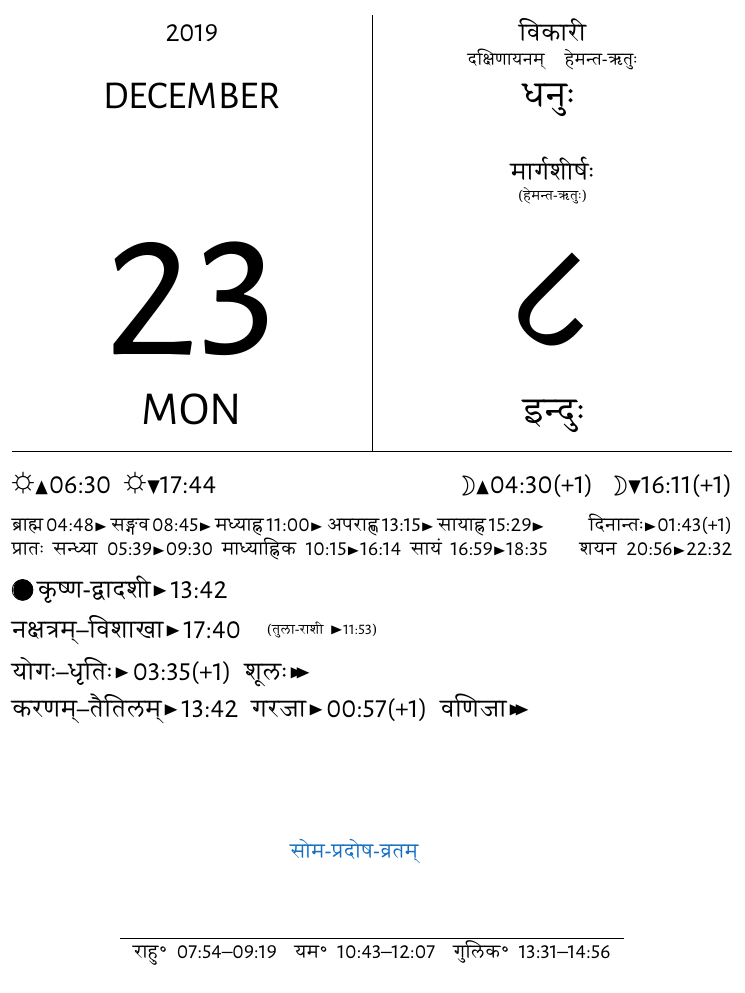 2019
DECEMBER
23
MON
विकारी
दक्षिणायनम् हेमन्त-ऋतुः
धनुः
मार्गशीर्षः
(हेमन्त-ऋतुः)
८
इन्दुः
☼▲06:30 ☼▼17:44 ☽▲04:30(+1) ☽▼16:11(+1)
ब्राह्म 04:48► सङ्गव 08:45► मध्याह्न 11:00► अपराह्ण 13:15► सायाह्न 15:29► दिनान्तः►01:43(+1)
प्रातः सन्ध्या 05:39►09:30 माध्याह्निक 10:15►16:14 सायं 16:59►18:35 शयन 20:56►22:32
कृष्ण-द्वादशी►13:42
नक्षत्रम्–विशाखा►17:40 (तुला-राशी ►11:53)
योगः–धृतिः►03:35(+1) शूलः►►
करणम्–तैतिलम्►13:42 गरजा►00:57(+1) वणिजा►►
सोम-प्रदोष-व्रतम्
राहु॰ 07:54–09:19 यम॰ 10:43–12:07 गुलिक॰ 13:31–14:56